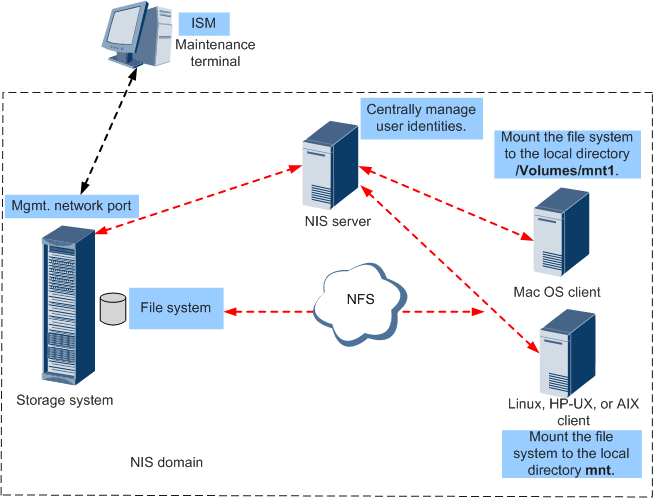 ISM
Maintenance
terminal
Centrally manage
user identities.
Mount the file system
to the local directory
/Volumes/mnt1.
Mgmt. network port
NIS server
Mac OS client
File system
NFS
Storage system
Linux, HP-UX, or AIX
client
Mount the file
system to the local
directory mnt.
NIS domain